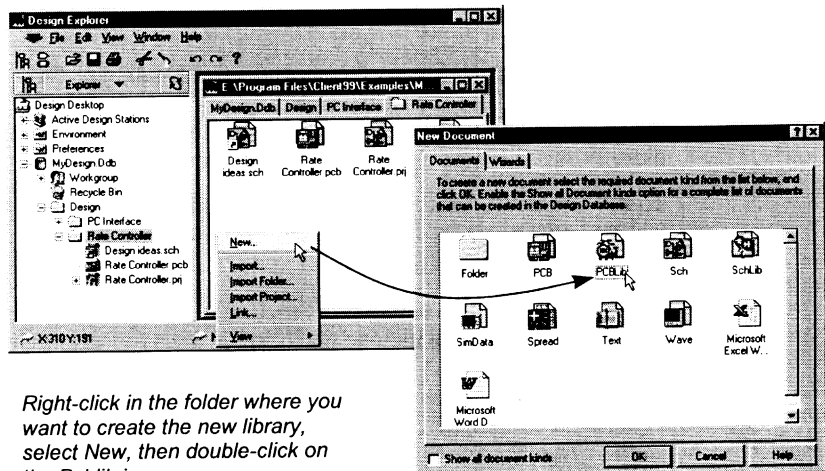 Design Explorer
File Edit View Window Help
Explorer
Design Desktop
Active Design Stations
Environment
Preferences
MyDesign.Ddb
Workgroup
Recycle Bin
Design
PC Interface
Rate Controller
Design ideas.sch
Rate Controller pcb
Rate Controller.prj
X:310 Y:191
E:\Program Files\Client99\Examples\M...
MyDesign.Ddb Design PC Interface Rate Controller
Design ideas.sch
Rate Controller pcb
Rate Controller prj
New...
Import...
Import Folder...
Import Project...
Link...
View
New Document
Documents Wizards
To create a new document select the required document kind from the list below, and
click OK. Enable the Show all Document kinds option for a complete list of documents
that can be created in the Design Database.
Folder PCB PCBLib Sch SchLib
SimData Spread Text Wave Microsoft Excel W...
Microsoft Word D
Show all document kinds OK Cancel Help
Right-click in the folder where you
want to create the new library,
select New, then double-click on